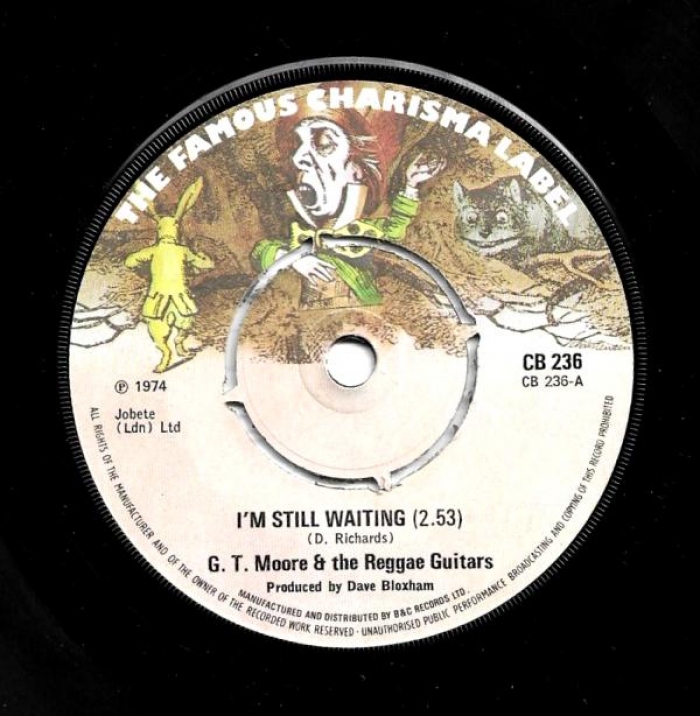 THE FAMOUS CHARISMA LABEL
CB 236
CB 236-A
℗ 1974
Jobete
(Ldn) Ltd
I'M STILL WAITING (2.53)
(D. Richards)
G. T. Moore & the Reggae Guitars
Produced by Dave Bloxham
MANUFACTURED AND DISTRIBUTED BY B&C RECORDS LTD.
ALL RIGHTS OF THE MANUFACTURER AND OF THE OWNER OF THE RECORDED WORK RESERVED · UNAUTHORISED PUBLIC PERFORMANCE BROADCASTING AND COPYING OF THIS RECORD PROHIBITED